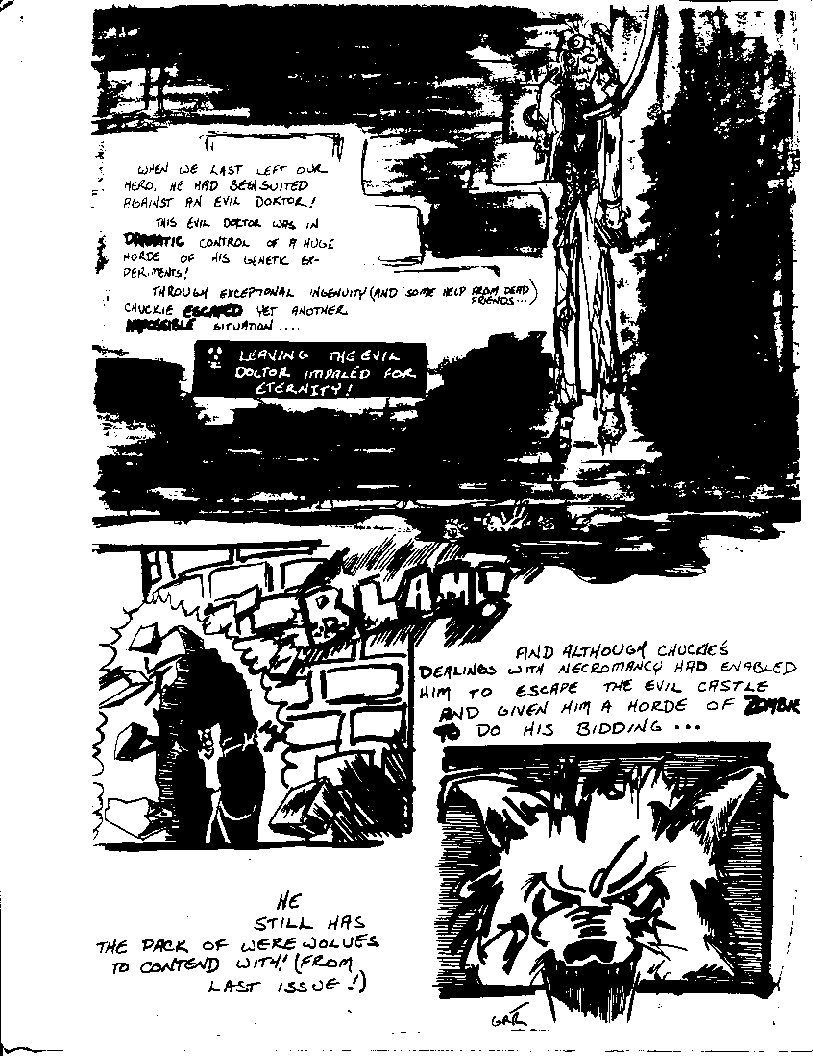 WHEN WE LAST LEFT OUR
HERO, HE HAD BEEN SUITED
AGAINST AN EVIL DOKTOR!
THIS EVIL DOCTOR WAS IN
DRAMATIC CONTROL OF A HUGE
HORDE OF HIS GENETIC EX-
PERIMENTS!
THROUGH EXCEPTIONAL INGENUITY (AND SOME HELP FROM DEAD
FRIENDS...)
CHUCKIE ESCAPED YET ANOTHER
IMPOSSIBLE SITUATION....
LEAVING THE EVIL
DOCTOR IMPALED FOR
ETERNITY!
BLAM!
AND ALTHOUGH CHUCKIE'S
DEALINGS WITH NECROMANCY HAD ENABLED
HIM TO ESCAPE THE EVIL CASTLE
AND GIVEN HIM A HORDE OF ZOMBIE
TO DO HIS BIDDING...
HE
STILL HAS
THE PACK OF WEREWOLVES
TO CONTEND WITH! (FROM
LAST ISSUE!)